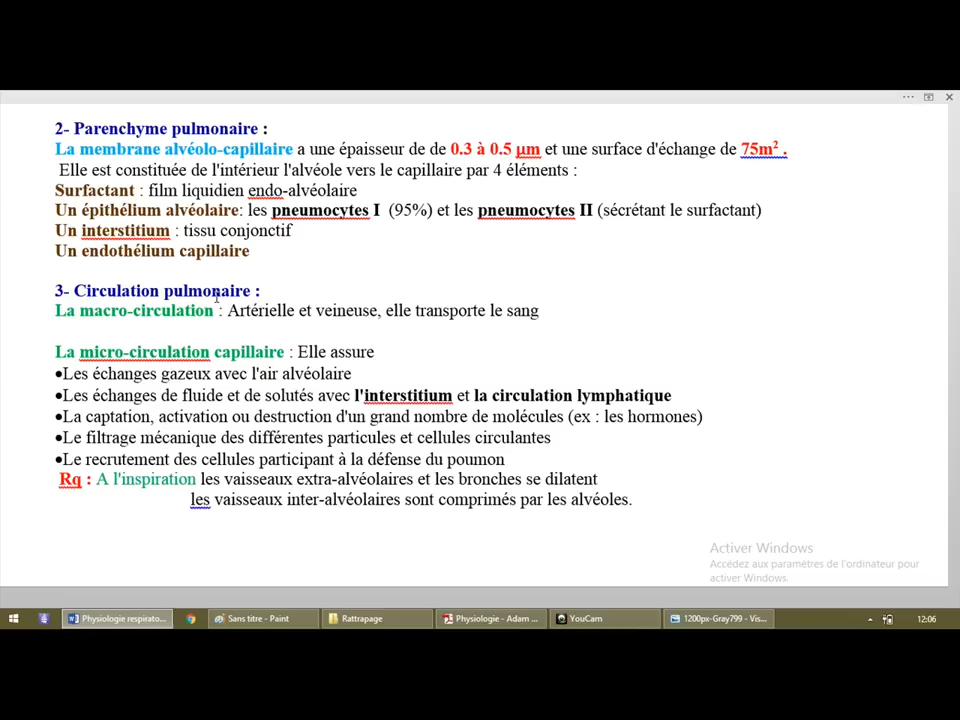 2- Parenchyme pulmonaire :
La membrane alvéolo-capillaire a une épaisseur de de 0.3 à 0.5 µm et une surface d'échange de 75m² .
Elle est constituée de l'intérieur l'alvéole vers le capillaire par 4 éléments :
Surfactant : film liquidien endo-alvéolaire
Un épithélium alvéolaire: les pneumocytes I (95%) et les pneumocytes II (sécrétant le surfactant)
Un interstitium : tissu conjonctif
Un endothélium capillaire
3- Circulation pulmonaire :
La macro-circulation : Artérielle et veineuse, elle transporte le sang
La micro-circulation capillaire : Elle assure
•Les échanges gazeux avec l'air alvéolaire
•Les échanges de fluide et de solutés avec l'interstitium et la circulation lymphatique
•La captation, activation ou destruction d'un grand nombre de molécules (ex : les hormones)
•Le filtrage mécanique des différentes particules et cellules circulantes
•Le recrutement des cellules participant à la défense du poumon
Rq : A l'inspiration les vaisseaux extra-alvéolaires et les bronches se dilatent
les vaisseaux inter-alvéolaires sont comprimés par les alvéoles.
Activer Windows
Accédez aux paramètres de l'ordinateur pour
activer Windows.
Physiologie respirato... Sans titre - Paint Rattrapage Physiologie - Adam ... YouCam 1200px-Gray799 - Vis... 12:06